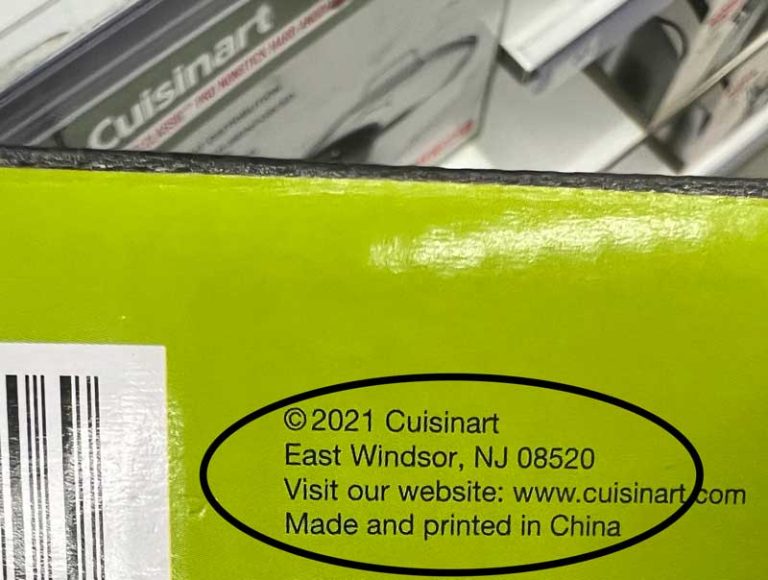 Cuisinart
© 2021 Cuisinart
East Windsor, NJ 08520
Visit our website: www.cuisinart.com
Made and printed in China